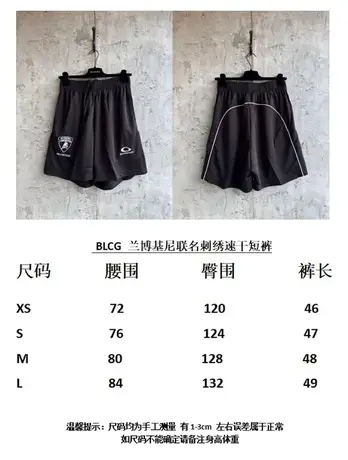 BLCG 兰博基尼联名刺绣速干短裤
尺码 腰围 臀围 裤长
XS 72 120 46
S 76 124 47
M 80 128 48
L 84 132 49
温馨提示：尺码均为手工测量 有1-3cm 左右误差属于正常
如尺码不能确定请备注身高体重